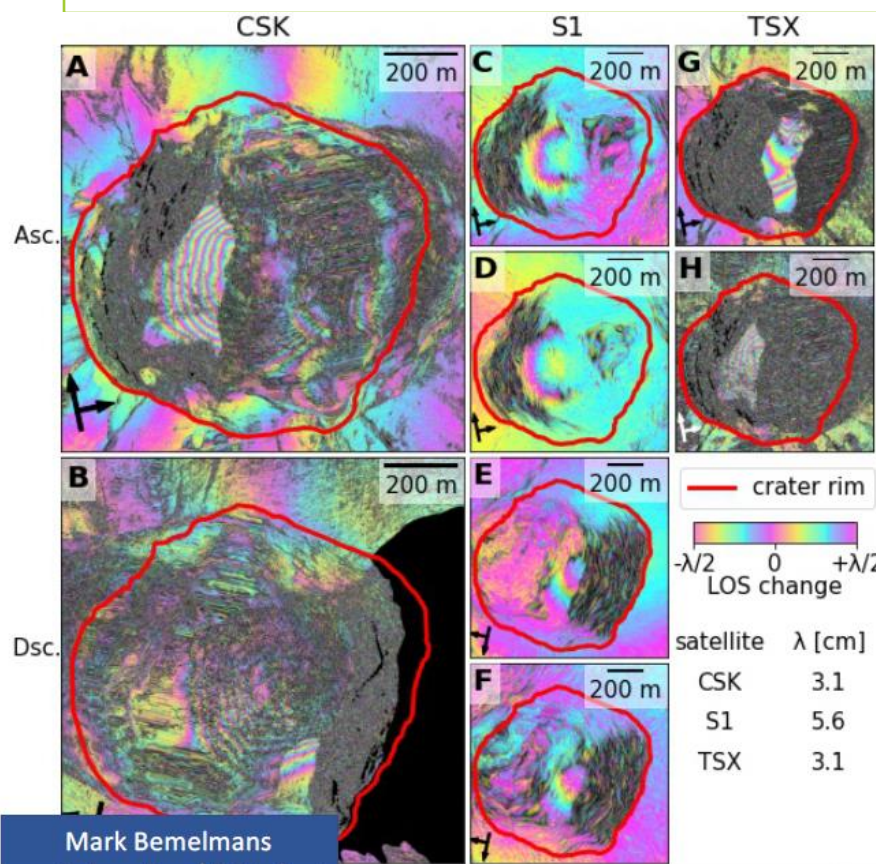 CSK S1 TSX
A 200 m C 200 m G 200 m
Asc.
D 200 m H 200 m
B 200 m E 200 m
crater rim
-λ/2 0 +λ/2
LOS change
Dsc.
satellite λ [cm]
F 200 m
CSK 3.1
S1 5.6
TSX 3.1
Mark Bemelmans